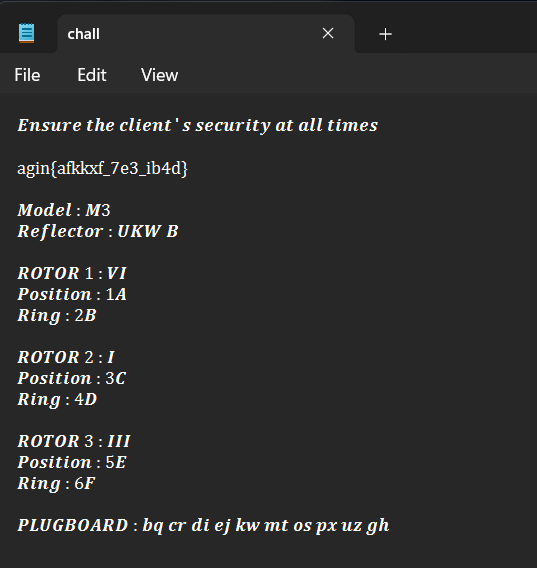 chall
File Edit View
Ensure the client's security at all times
agin{afkkxf_7e3_ib4d}
Model : M3
Reflector : UKW B
ROTOR 1 : VI
Position : 1A
Ring : 2B
ROTOR 2 : I
Position : 3C
Ring : 4D
ROTOR 3 : III
Position : 5E
Ring : 6F
PLUGBOARD : bq cr di ej kw mt os px uz gh